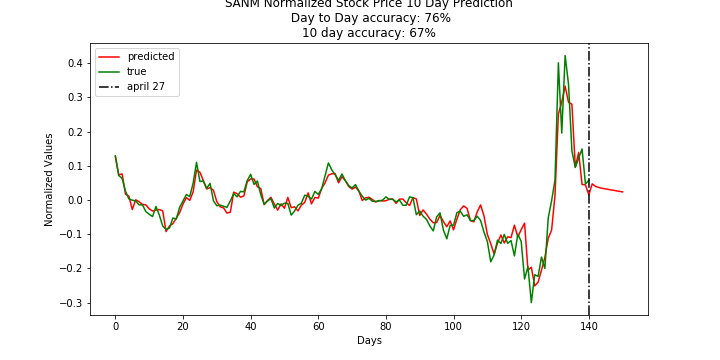 SANM Normalized Stock Price 10 Day Prediction
Day to Day accuracy: 76%
10 day accuracy: 67%
predicted
true
april 27
Normalized Values
0.4
0.3
0.2
0.1
0.0
−0.1
−0.2
−0.3
0 20 40 60 80 100 120 140
Days